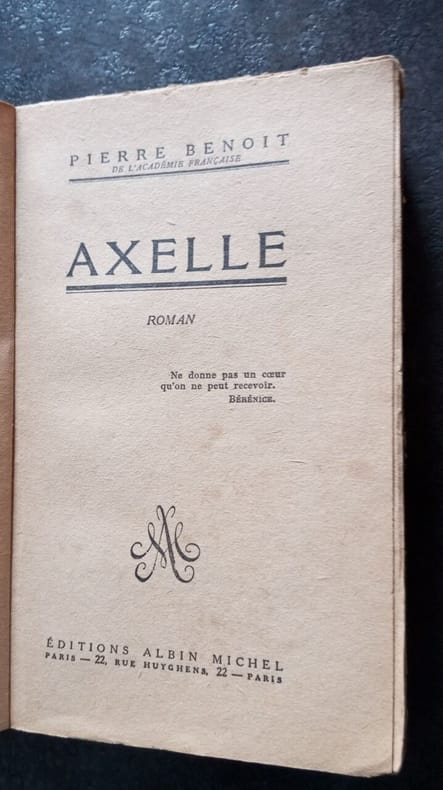 PIERRE BENOIT
DE L'ACADÉMIE FRANÇAISE
AXELLE
ROMAN
Ne donne pas un cœur
qu'on ne peut recevoir.
BÉRÉNICE.
AM
ÉDITIONS ALBIN MICHEL
PARIS — 22, RUE HUYGHENS, 22 — PARIS